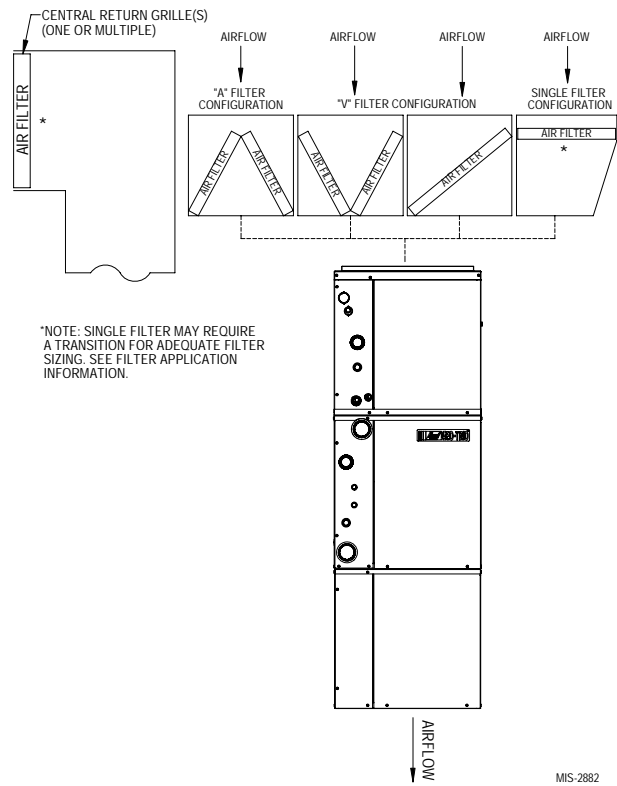 CENTRAL RETURN GRILLE(S)
(ONE OR MULTIPLE)
AIR FILTER
*
AIRFLOW
AIRFLOW
AIRFLOW
AIRFLOW
"A" FILTER
CONFIGURATION
"V" FILTER CONFIGURATION
SINGLE FILTER
CONFIGURATION
AIR FILTER
AIR FILTER
AIR FILTER
AIR FILTER
AIR FILTER
AIR FILTER
*
*NOTE: SINGLE FILTER MAY REQUIRE
A TRANSITION FOR ADEQUATE FILTER
SIZING. SEE FILTER APPLICATION
INFORMATION.
AIRFLOW
MIS-2882